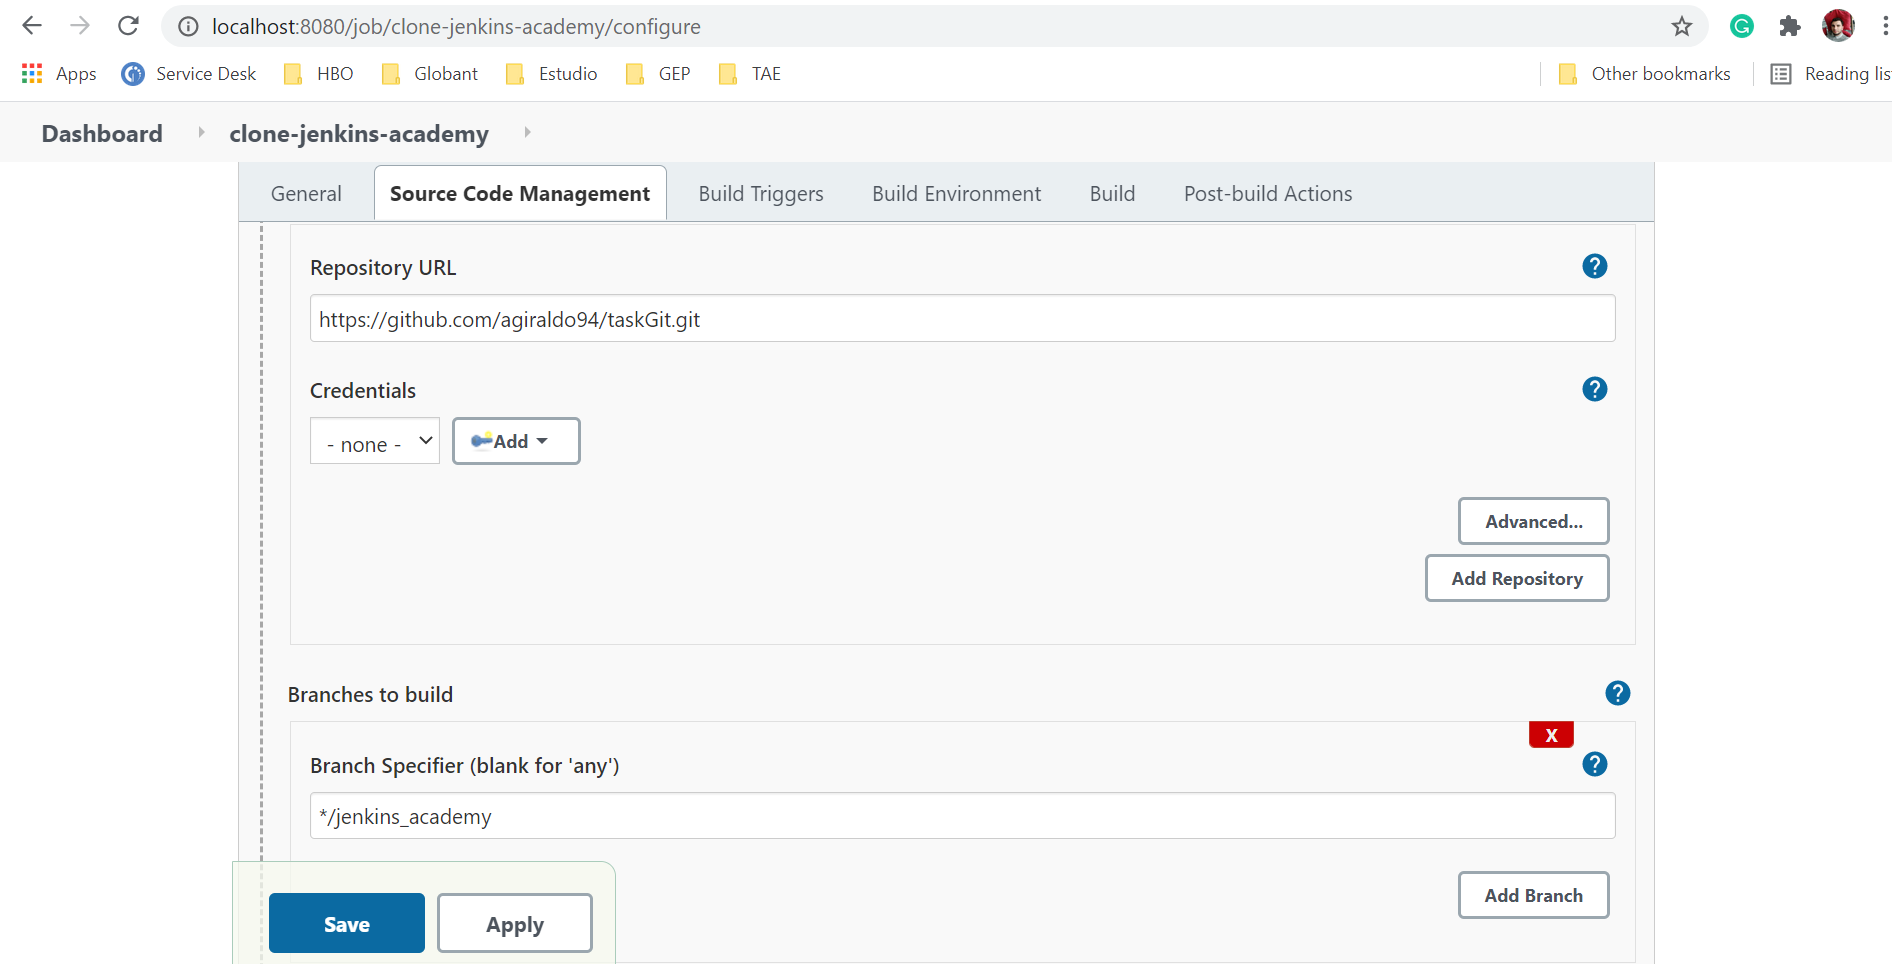 localhost:8080/job/clone-jenkins-academy/configure
Apps Service Desk HBO Globant Estudio GEP TAE Other bookmarks Reading lis
Dashboard clone-jenkins-academy
General Source Code Management Build Triggers Build Environment Build Post-build Actions
Repository URL ?
https://github.com/agiraldo94/taskGit.git
Credentials ?
- none - Add
Advanced...
Add Repository
Branches to build ?
X
Branch Specifier (blank for 'any') ?
*/jenkins_academy
Add Branch
Save Apply